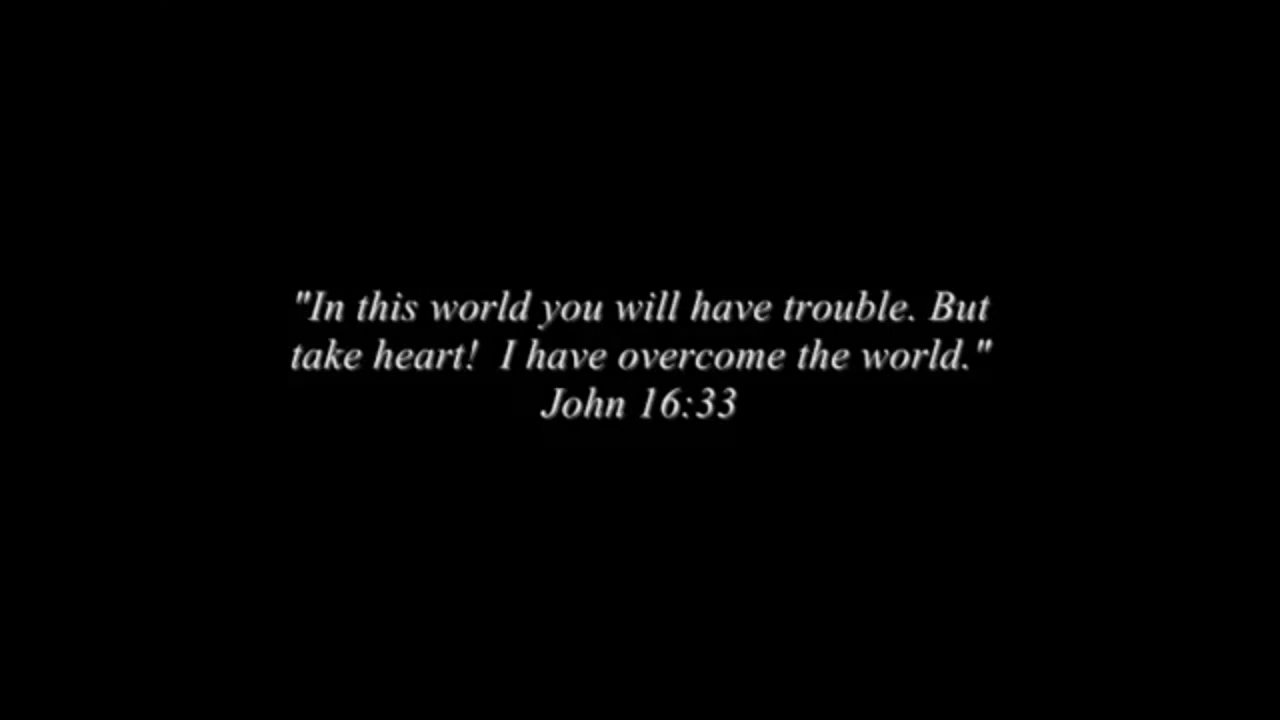 "In this world you will have trouble. But
take heart!  I have overcome the world."
John 16:33